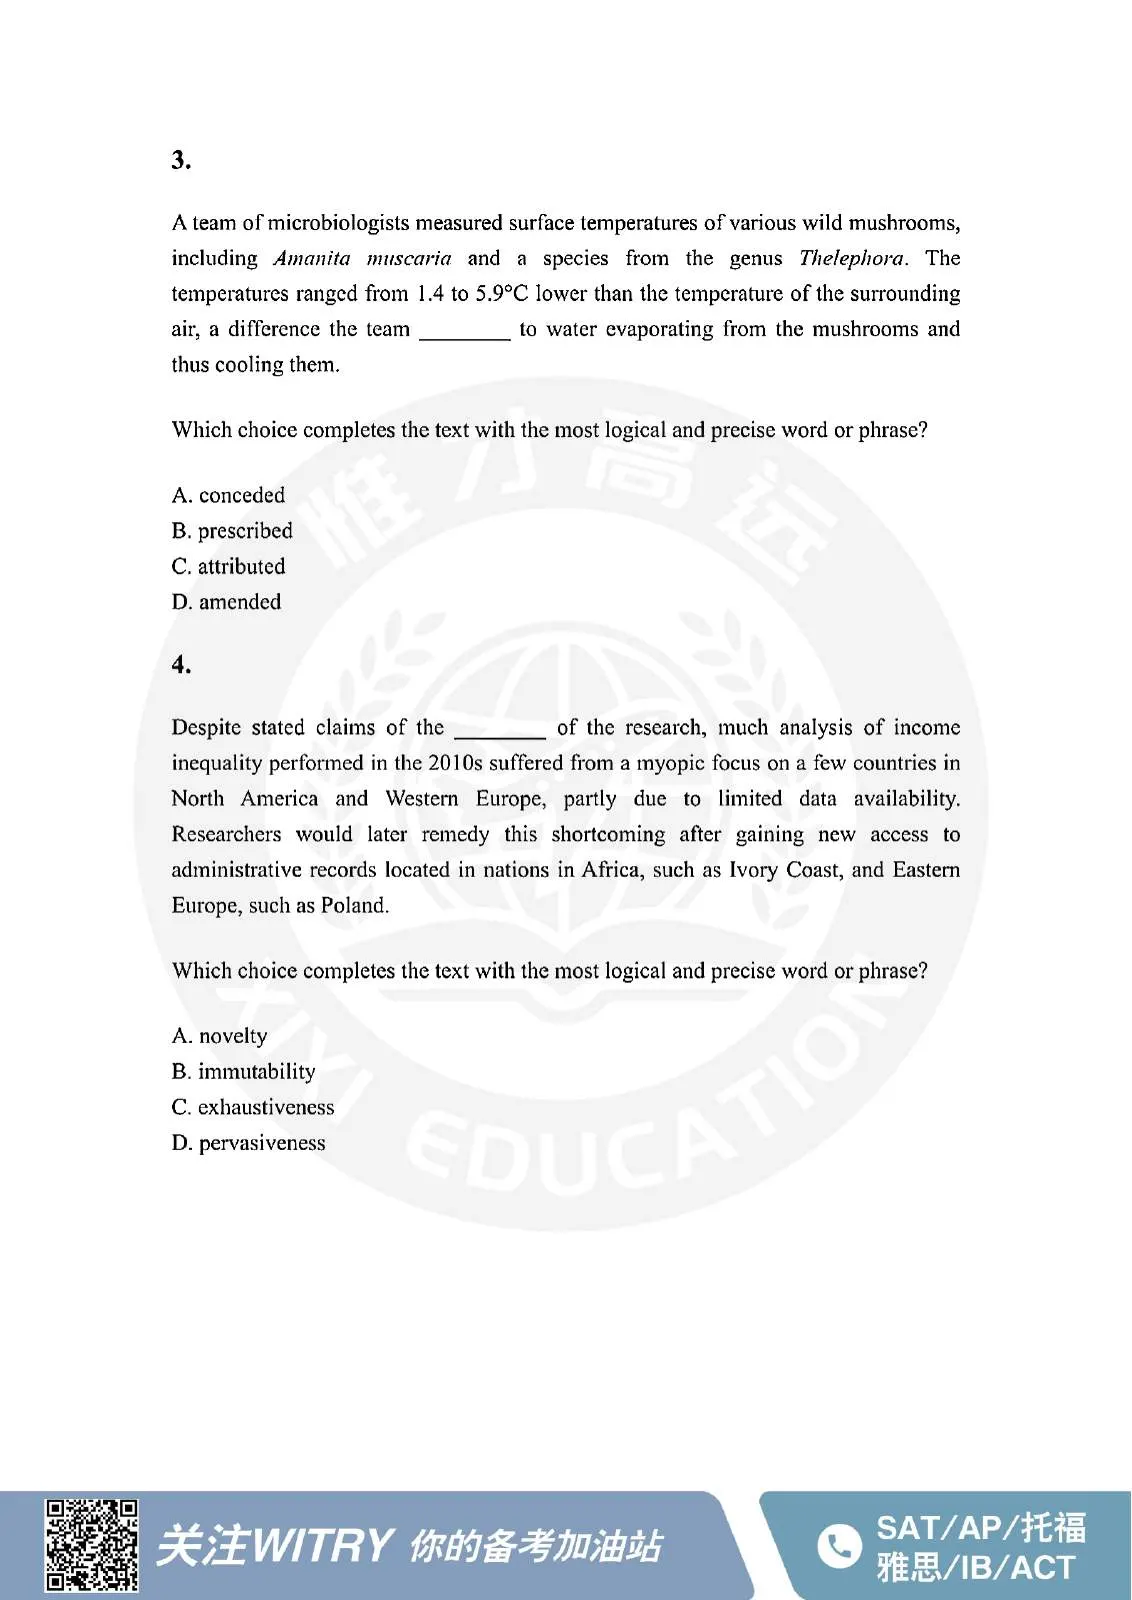 3.
A team of microbiologists measured surface temperatures of various wild mushrooms,
including Amanita muscaria and a species from the genus Thelephora. The
temperatures ranged from 1.4 to 5.9°C lower than the temperature of the surrounding
air, a difference the team ________ to water evaporating from the mushrooms and
thus cooling them.
Which choice completes the text with the most logical and precise word or phrase?
A. conceded
B. prescribed
C. attributed
D. amended
4.
Despite stated claims of the ________ of the research, much analysis of income
inequality performed in the 2010s suffered from a myopic focus on a few countries in
North America and Western Europe, partly due to limited data availability.
Researchers would later remedy this shortcoming after gaining new access to
administrative records located in nations in Africa, such as Ivory Coast, and Eastern
Europe, such as Poland.
Which choice completes the text with the most logical and precise word or phrase?
A. novelty
B. immutability
C. exhaustiveness
D. pervasiveness
惟才高远
XIXI EDUCATION
关注WITRY 你的备考加油站
SAT/AP/托福
雅思/IB/ACT